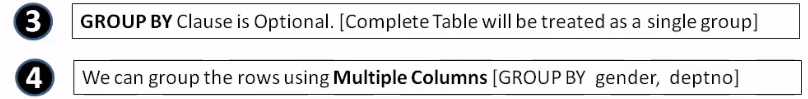 3 GROUP BY Clause is Optional. [Complete Table will be treated as a single group]
4 We can group the rows using Multiple Columns [GROUP BY gender, deptno]